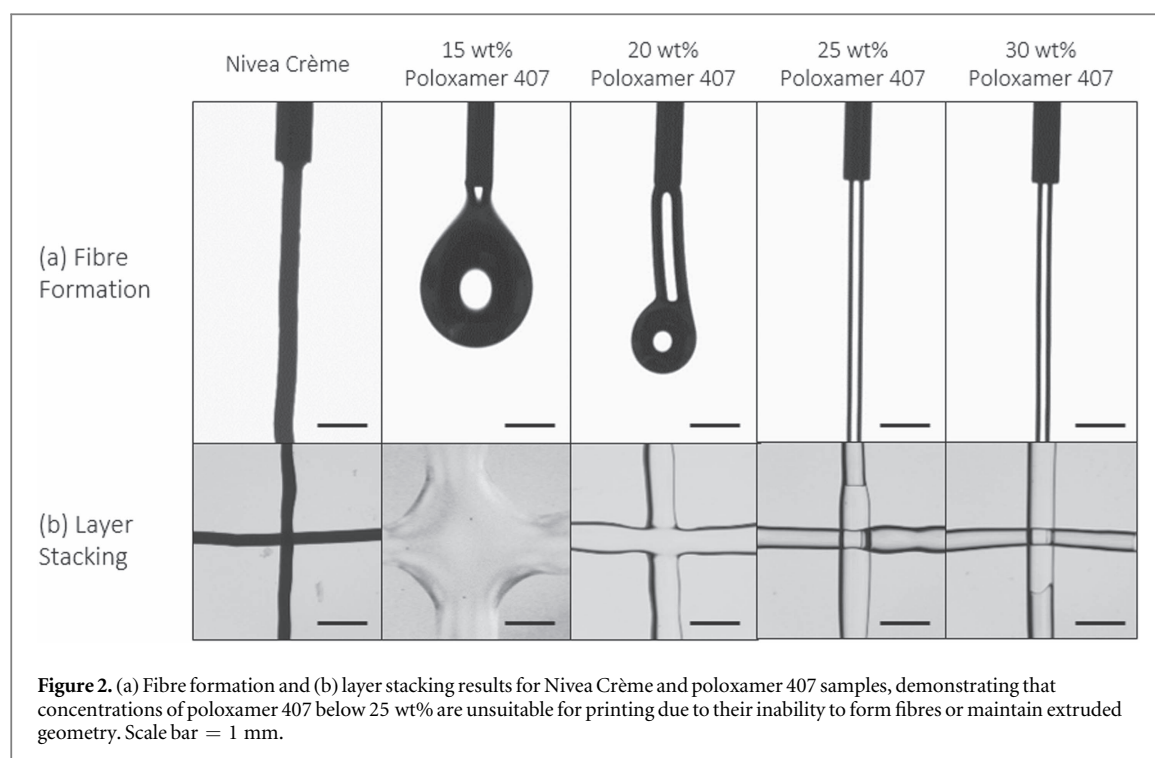 Nivea Crème
15 wt%
Poloxamer 407
20 wt%
Poloxamer 407
25 wt%
Poloxamer 407
30 wt%
Poloxamer 407
(a) Fibre
Formation
(b) Layer
Stacking
Figure 2. (a) Fibre formation and (b) layer stacking results for Nivea Crème and poloxamer 407 samples, demonstrating that
concentrations of poloxamer 407 below 25 wt% are unsuitable for printing due to their inability to form fibres or maintain extruded
geometry. Scale bar = 1 mm.